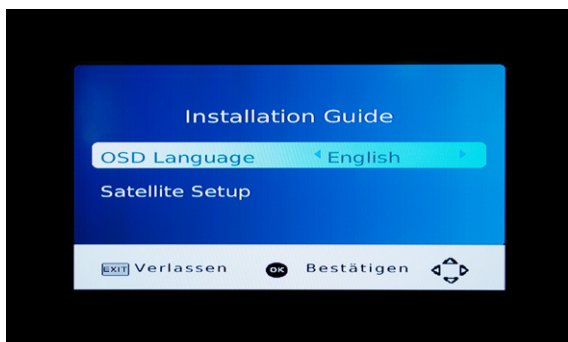 Installation Guide
OSD Language English
Satellite Setup
EXIT Verlassen OK Bestätigen